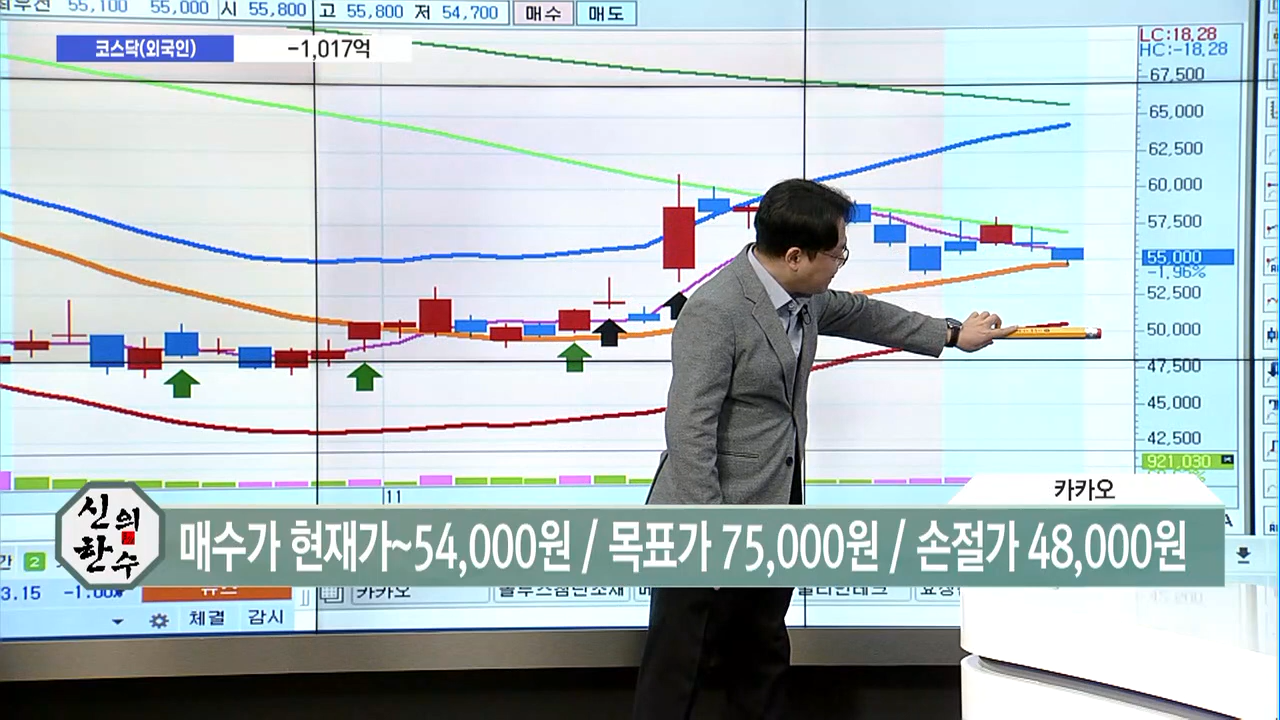 55,100 55,000 시 55,800 고 55,800 저 54,700 매수 매도
코스닥(외국인) -1,017억
LC:18,28
HC:-18,28
67,500
65,000
62,500
60,000
57,500
55,000
-1,96%
52,500
50,000
47,500
45,000
42,500
921,030
11
카카오
신의한수
매수가 현재가~54,000원 / 목표가 75,000원 / 손절가 48,000원
2
3.15 카카오
체결 감시